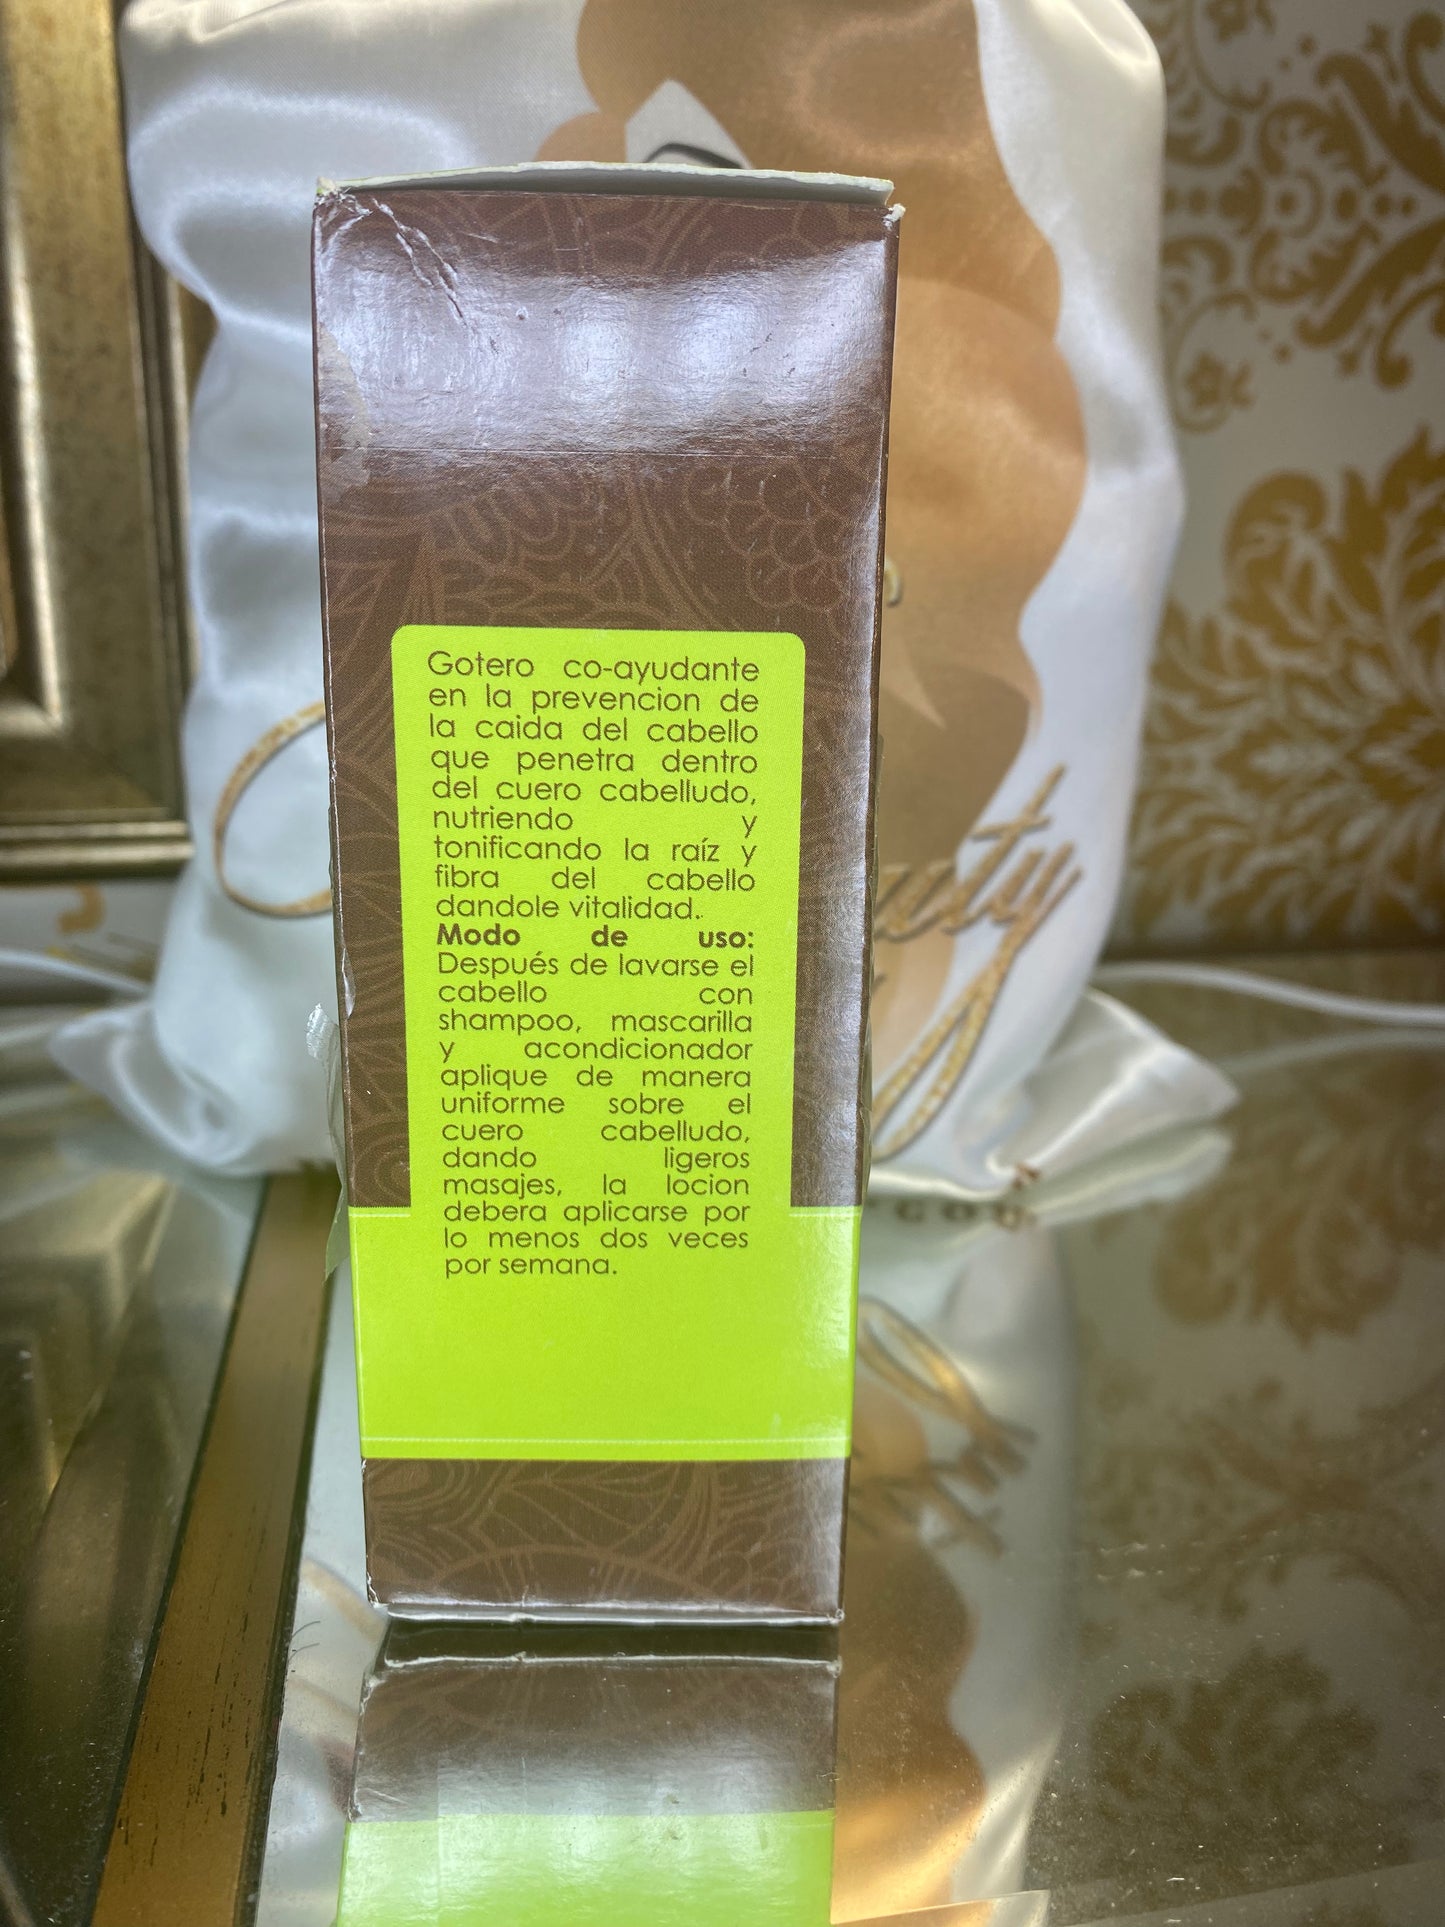 Gotero co-ayudante
en la prevencion de
la caida del cabello
que penetra dentro
del cuero cabelludo,
nutriendo y
tonificando la raíz y
fibra del cabello
dandole vitalidad.
Modo de uso:
Después de lavarse el
cabello con
shampoo, mascarilla
y acondicionador
aplique de manera
uniforme sobre el
cuero cabelludo,
dando ligeros
masajes, la locion
debera aplicarse por
lo menos dos veces
por semana.